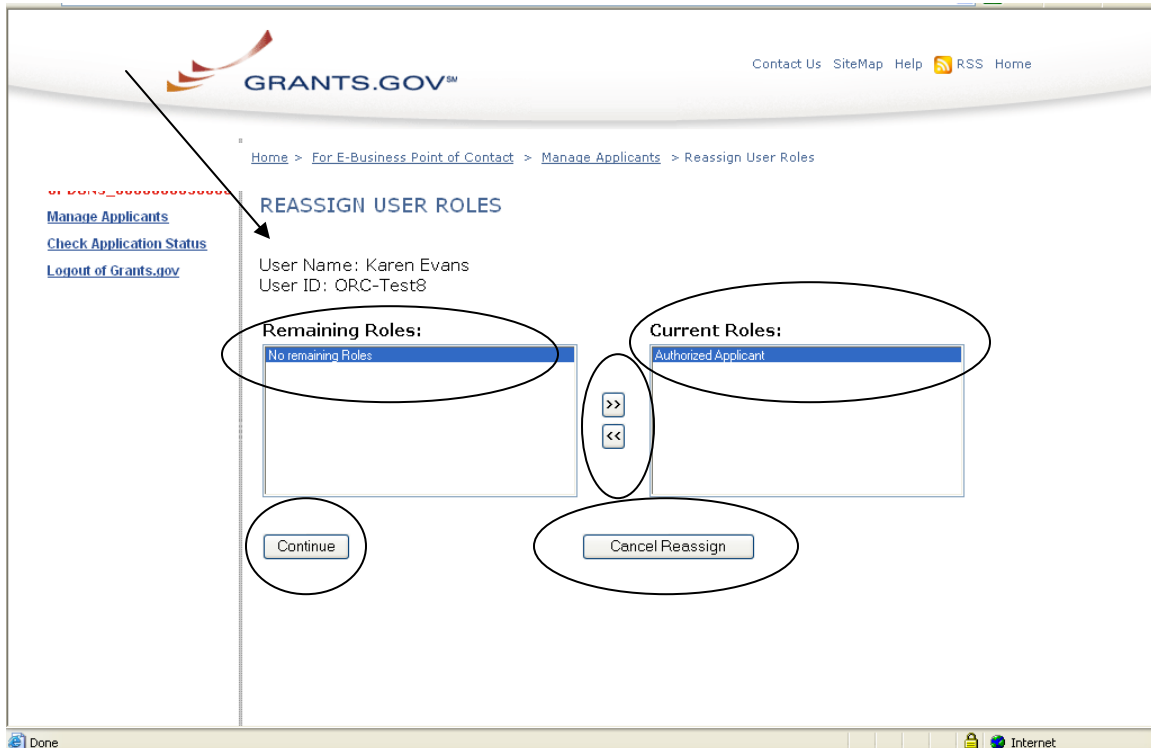 GRANTS.GOV℠
Contact Us SiteMap Help RSS Home
Home > For E-Business Point of Contact > Manage Applicants > Reassign User Roles
Manage Applicants
Check Application Status
Logout of Grants.gov
REASSIGN USER ROLES
User Name: Karen Evans
User ID: ORC-Test8
Remaining Roles:
Current Roles:
No remaining Roles
Authorized Applicant
>>
<<
Continue
Cancel Reassign
Done
Internet